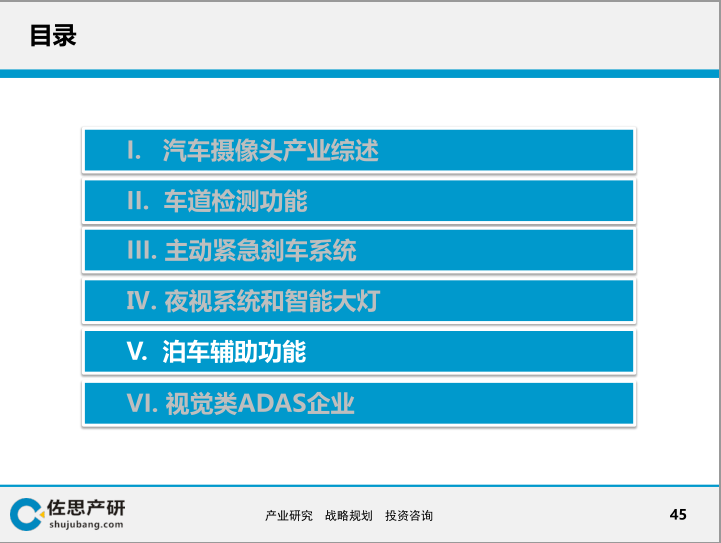 目录
I. 汽车摄像头产业综述
II. 车道检测功能
III. 主动紧急刹车系统
IV. 夜视系统和智能大灯
V. 泊车辅助功能
VI. 视觉类ADAS企业
佐思产研
shujubang.com
产业研究 战略规划 投资咨询
45